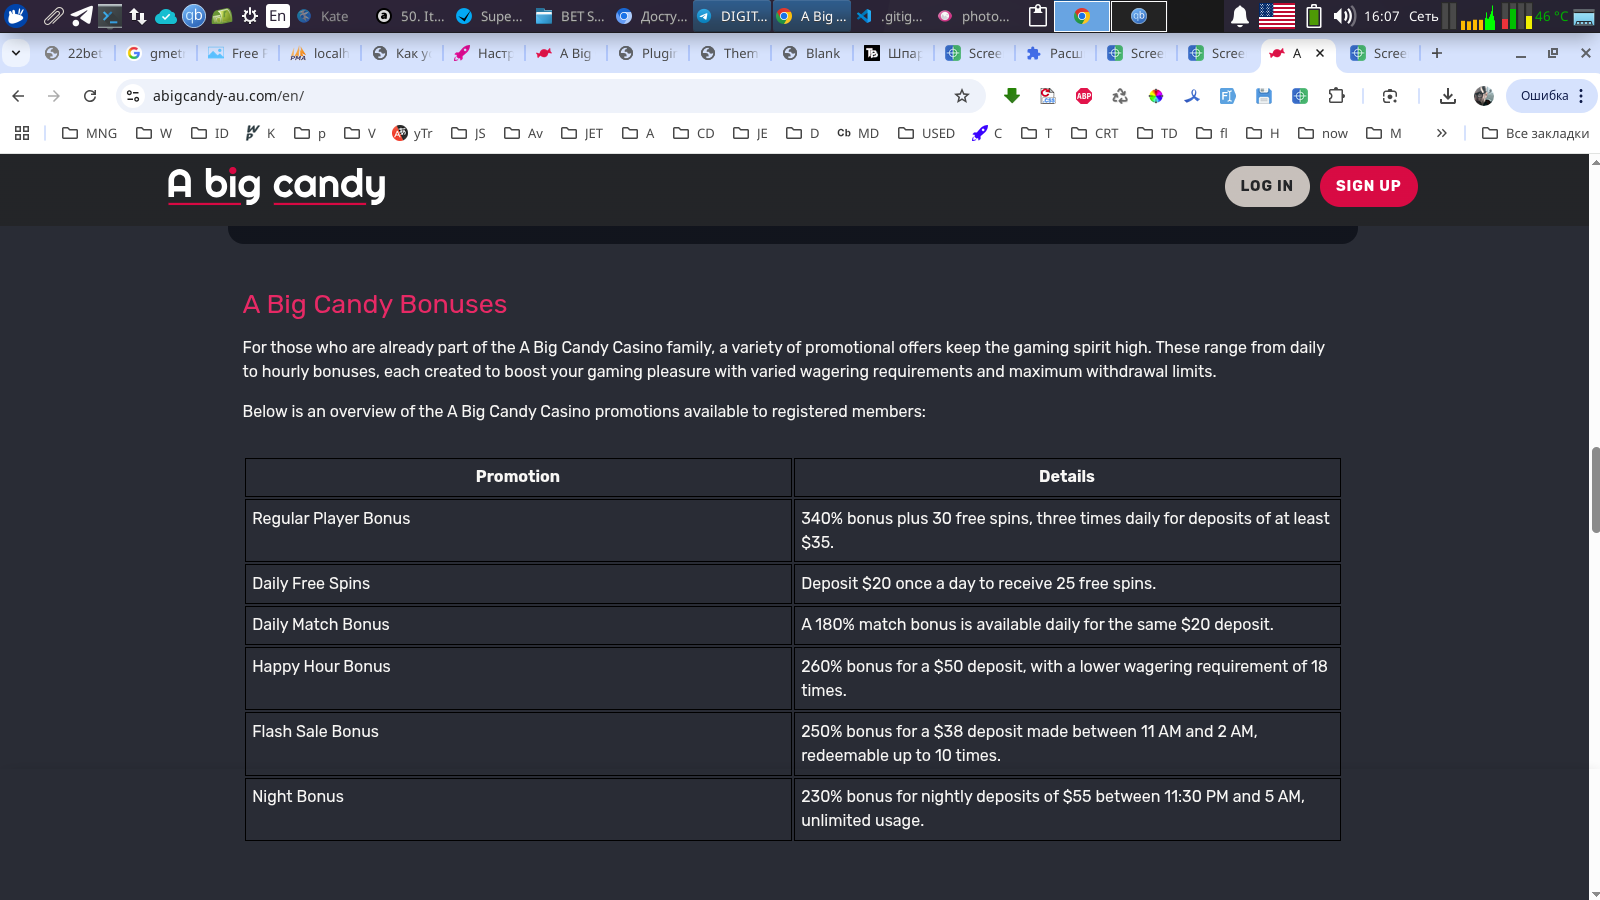 En Kate 50. It... Supe... BET S... Досту... DIGIT... A Big ... .gitig... photo... 16:07 Сеть 46 °C
22bet gmet Free F localh Как у Настр A Big Plugin Them Blank Шпар Scree Расш Scree Scree A Scree
abigcandy-au.com/en/ Ошибка
MNG W ID K p V yTr JS Av JET A CD JE D Cb MD USED C T CRT TD fl H now M » Все закладки
A big candy LOG IN SIGN UP
A Big Candy Bonuses
For those who are already part of the A Big Candy Casino family, a variety of promotional offers keep the gaming spirit high. These range from daily
to hourly bonuses, each created to boost your gaming pleasure with varied wagering requirements and maximum withdrawal limits.
Below is an overview of the A Big Candy Casino promotions available to registered members:
Promotion Details
Regular Player Bonus 340% bonus plus 30 free spins, three times daily for deposits of at least
$35.
Daily Free Spins Deposit $20 once a day to receive 25 free spins.
Daily Match Bonus A 180% match bonus is available daily for the same $20 deposit.
Happy Hour Bonus 260% bonus for a $50 deposit, with a lower wagering requirement of 18
times.
Flash Sale Bonus 250% bonus for a $38 deposit made between 11 AM and 2 AM,
redeemable up to 10 times.
Night Bonus 230% bonus for nightly deposits of $55 between 11:30 PM and 5 AM,
unlimited usage.